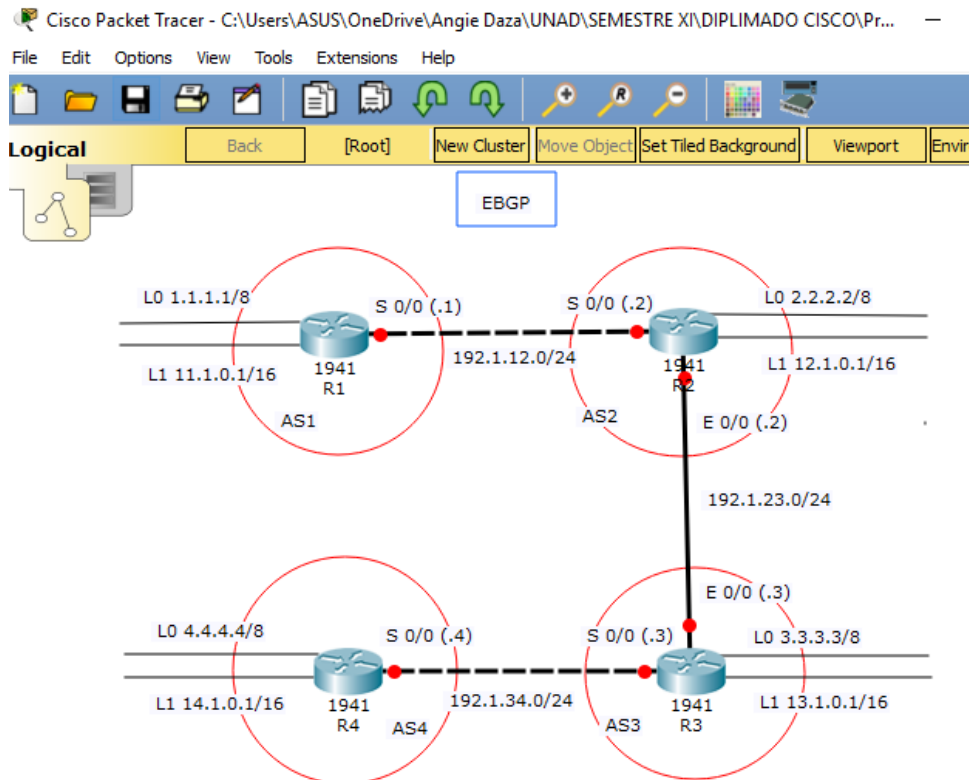 Cisco Packet Tracer - C:\Users\ASUS\OneDrive\Angie Daza\UNAD\SEMESTRE XI\DIPLIMADO CISCO\Pr...
File Edit Options View Tools Extensions Help
R
Logical Back [Root] New Cluster Move Object Set Tiled Background Viewport Envir
EBGP
L0 1.1.1.1/8
S 0/0 (.1)
S 0/0 (.2)
L0 2.2.2.2/8
192.1.12.0/24
L1 11.1.0.1/16
1941
R1
1941
R2
L1 12.1.0.1/16
AS1
AS2
E 0/0 (.2)
192.1.23.0/24
E 0/0 (.3)
L0 4.4.4.4/8
S 0/0 (.4)
S 0/0 (.3)
L0 3.3.3.3/8
L1 14.1.0.1/16
1941
R4
192.1.34.0/24
1941
R3
L1 13.1.0.1/16
AS4
AS3